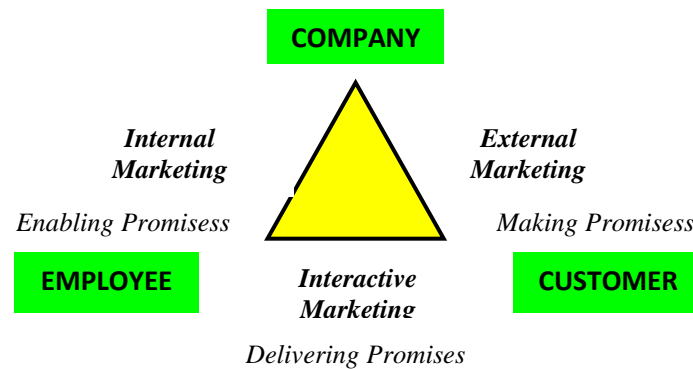 COMPANY
Internal
Marketing
External
Marketing
Enabling Promisess
Making Promisess
EMPLOYEE
Interactive
Marketing
CUSTOMER
Delivering Promises